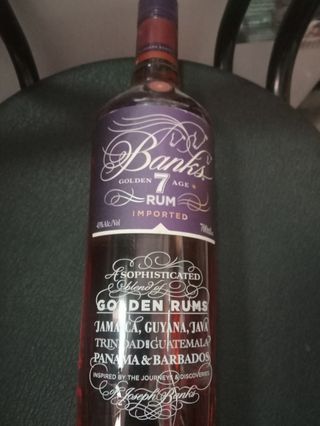 Banks
GOLDEN 7 AGE
RUM
IMPORTED
43%Alc/Vol 700mL
A SOPHISTICATED
blend of
GOLDEN RUMS
JAMAICA, GUYANA, JAVA
TRINIDAD GUATEMALA
PANAMA & BARBADOS
INSPIRED BY THE JOURNEYS & DISCOVERIES
of Joseph Banks